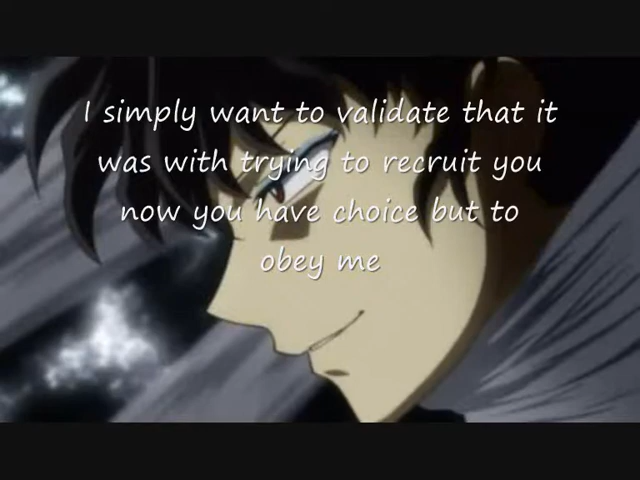 I simply want to validate that it
was with trying to recruit you
now you have choice but to
obey me